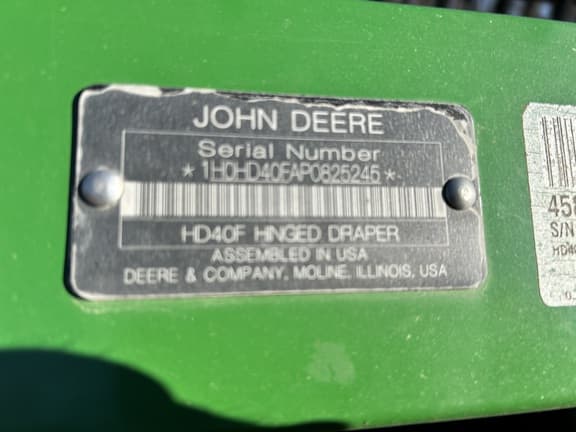 JOHN DEERE
Serial Number
*1H0HD40FAP0825245*
HD40F HINGED DRAPER
ASSEMBLED IN USA
DEERE & COMPANY, MOLINE, ILLINOIS, USA
S/N